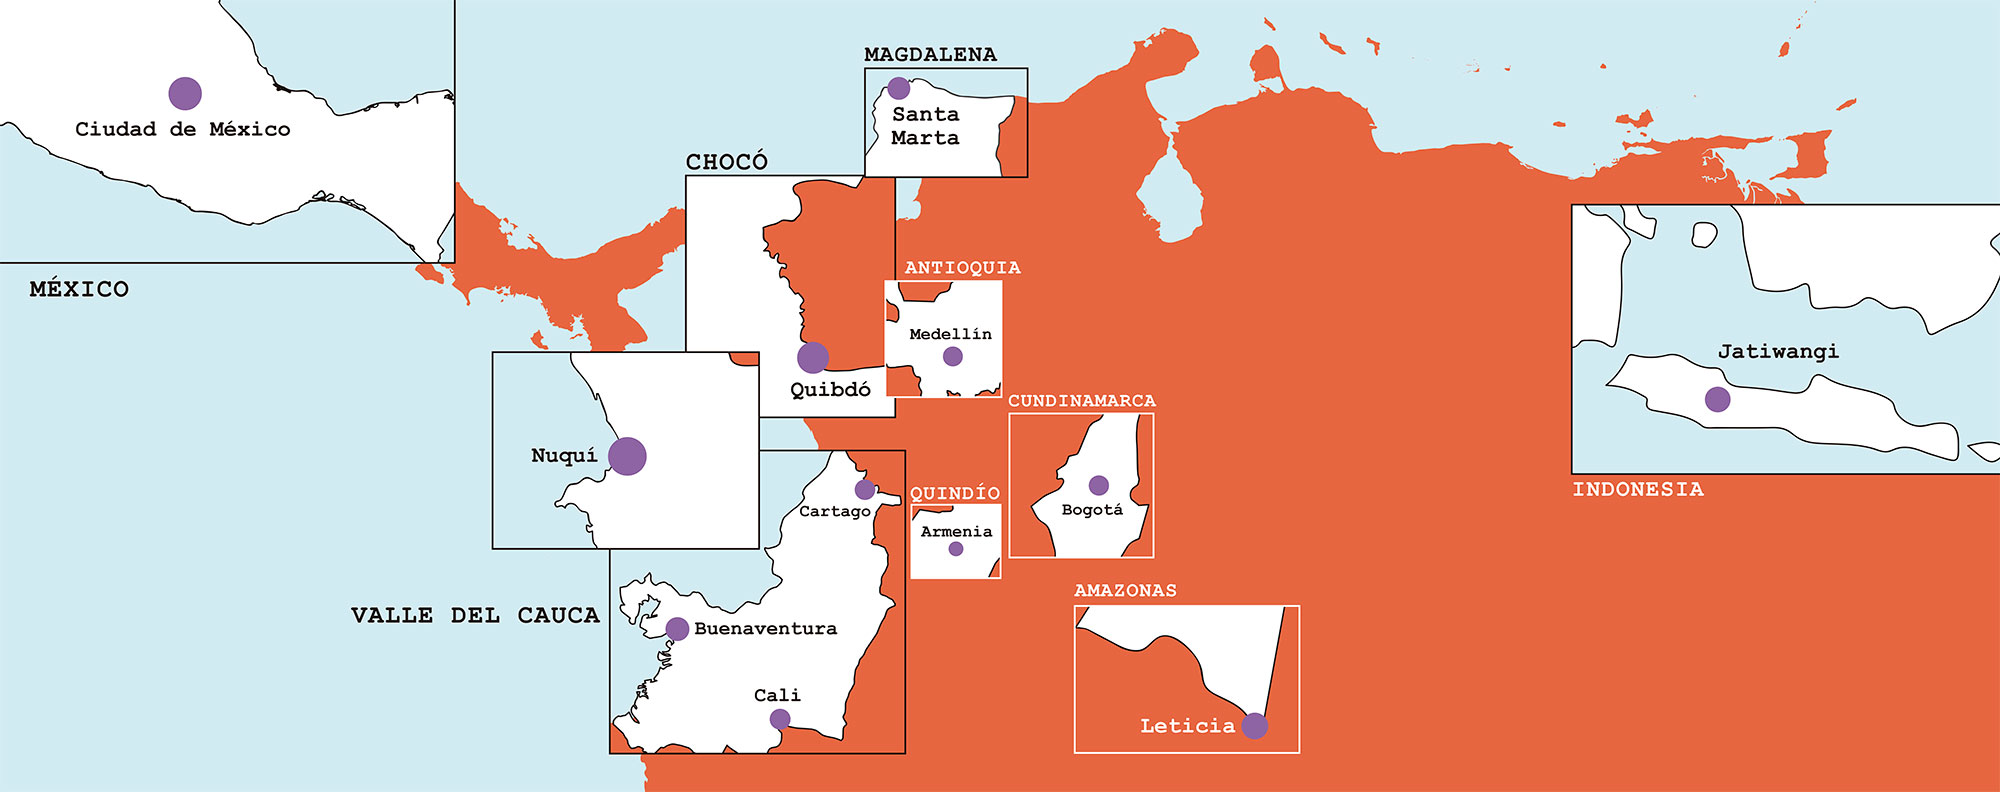 MAGDALENA
Ciudad de México
Santa
Marta
CHOCÓ
MÉXICO
ANTIOQUIA
Medellín
Jatiwangi
Quibdó
CUNDINAMARCA
Nuquí
INDONESIA
QUINDÍO
Cartago
Bogotá
Armenia
AMAZONAS
VALLE DEL CAUCA
Buenaventura
Cali
Leticia